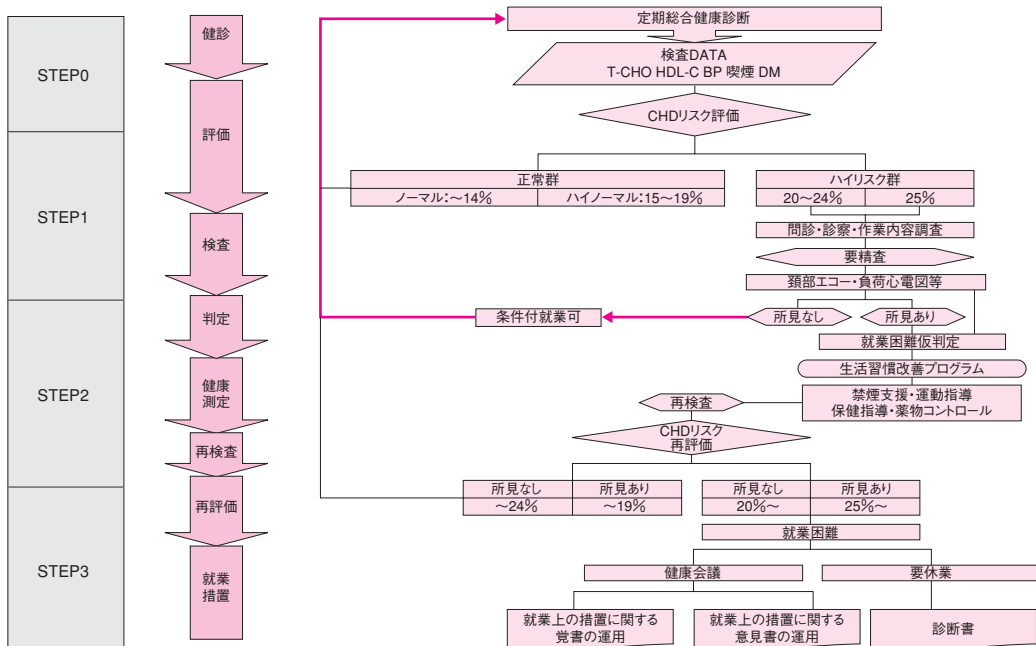 STEP0
STEP1
STEP2
STEP3
健診
評価
検査
判定
健康
測定
再検査
再評価
就業
措置
定期総合健康診断
検査DATA
T-CHO HDL-C BP 喫煙 DM
CHDリスク評価
正常群
ノーマル：〜14% ハイノーマル：15〜19%
ハイリスク群
20〜24% 25%
問診・診察・作業内容調査
要精査
頚部エコー・負荷心電図等
条件付就業可
所見なし 所見あり
就業困難仮判定
生活習慣改善プログラム
禁煙支援・運動指導
保健指導・薬物コントロール
再検査
CHDリスク
再評価
所見なし 所見あり 所見なし 所見あり
〜24% 〜19% 20%〜 25%〜
就業困難
健康会議 要休業
就業上の措置に関する
覚書の運用
就業上の措置に関する
意見書の運用
診断書